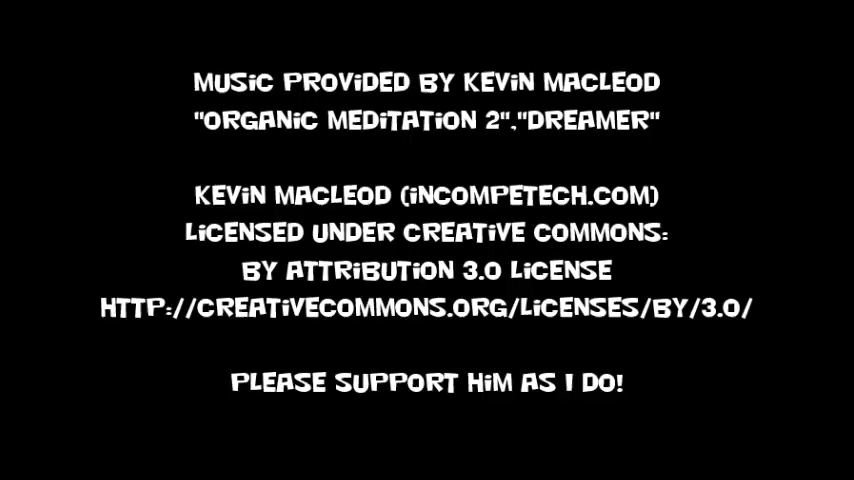 MUSIC PROVIDED BY KEVIN MACLEOD
"ORGANIC MEDITATION 2","DREAMER"
KEVIN MACLEOD (INCOMPETECH.COM)
LICENSED UNDER CREATIVE COMMONS:
BY ATTRIBUTION 3.0 LICENSE
HTTP://CREATIVECOMMONS.ORG/LICENSES/BY/3.0/
PLEASE SUPPORT HIM AS I DO!